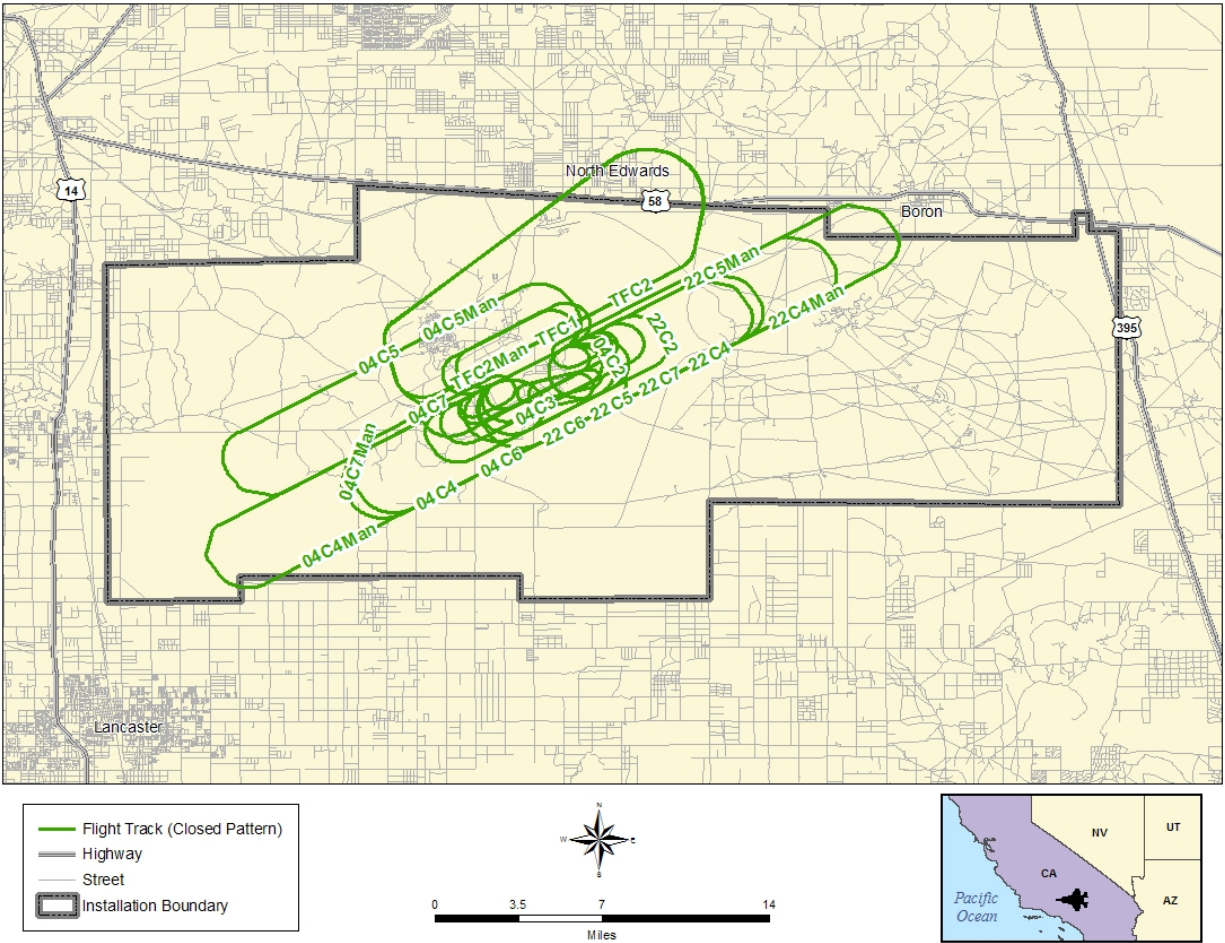 North Edwards
14
58
Boron
22C5Man
TFC2
22C4Man
04C5Man
395
TFC1
22C2
04C5
TFC2Man
04C2
22C4
04C7
22C7
04C3
22C5
22C6
04C7Man
04C6
04C4
04C4Man
Lancaster
Flight Track (Closed Pattern)
Highway
Street
Installation Boundary
N
W
E
S
0 3.5 7 14
Miles
NV
UT
CA
AZ
Pacific
Ocean